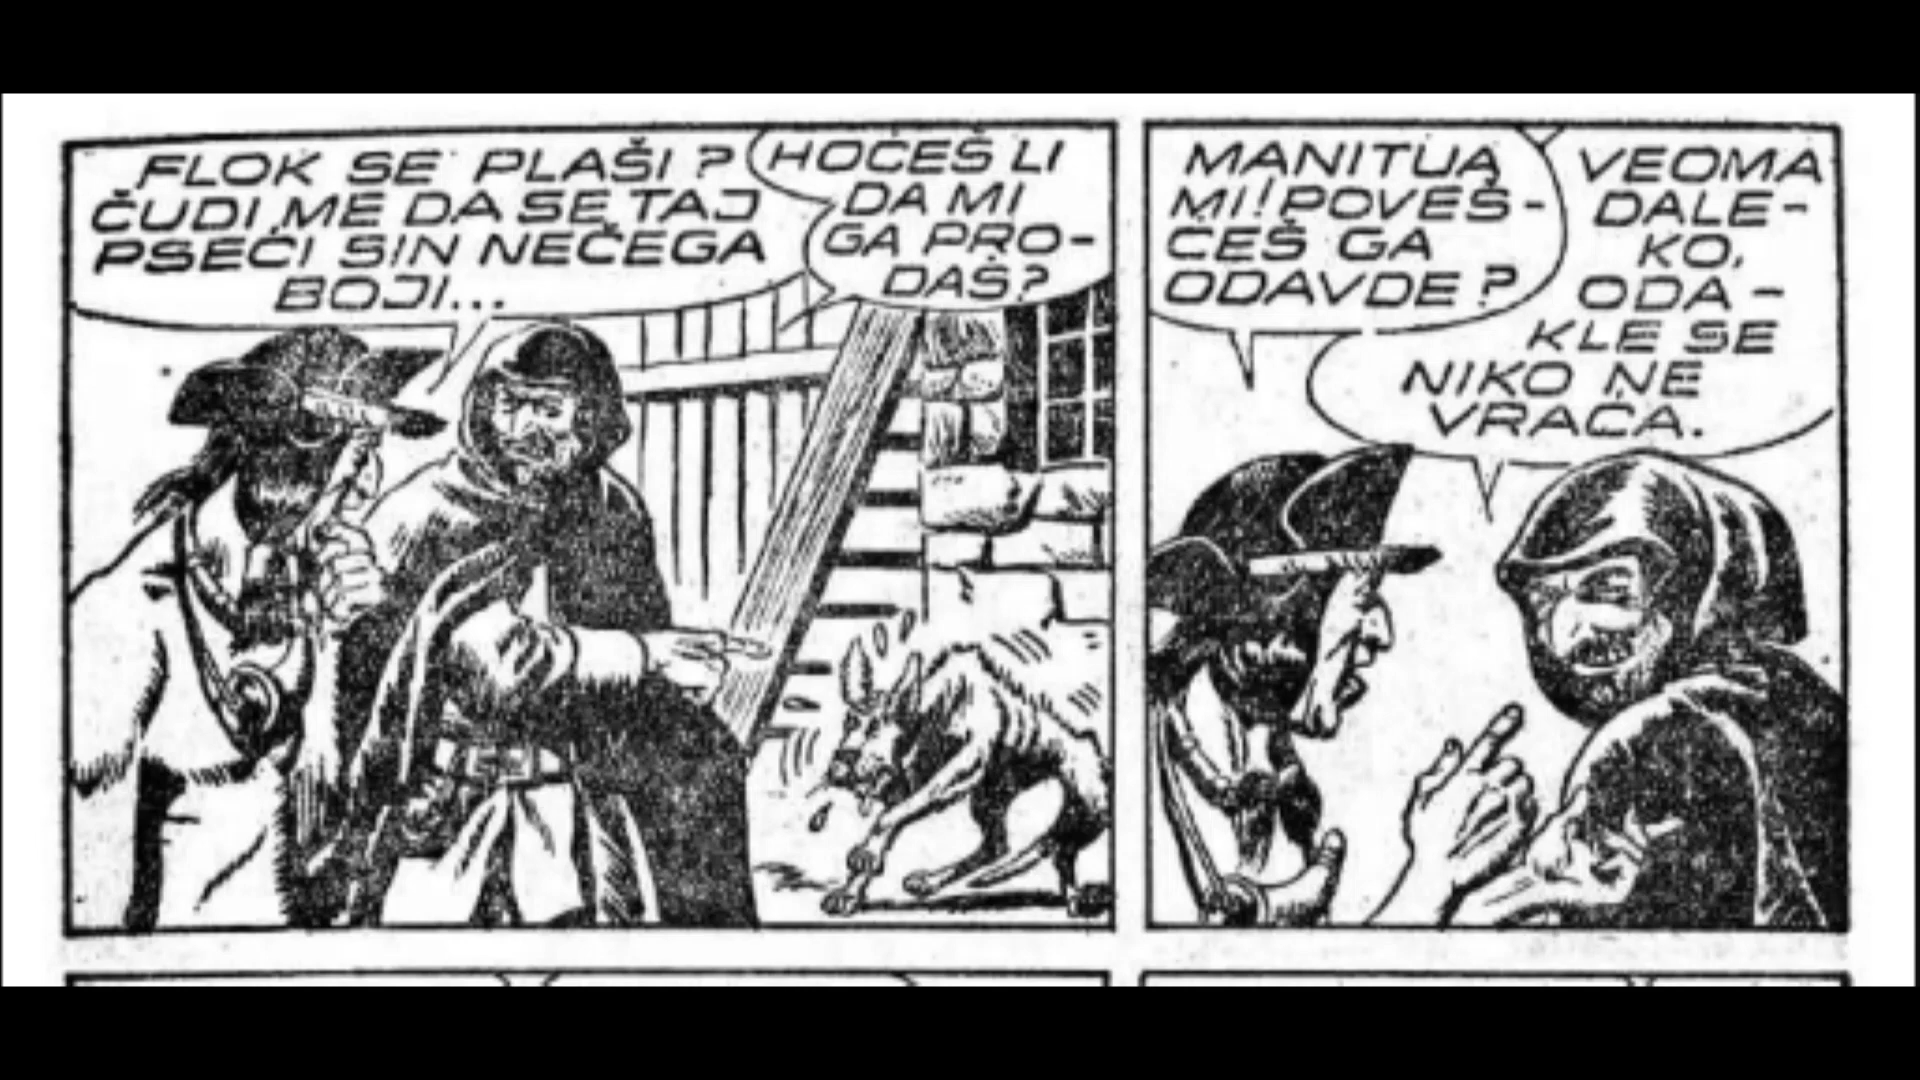 FLOK SE PLAŠI?
ČUDI ME DA SE TAJ
PSEĆI SIN NEČEGA
BOJI...
HOĆEŠ LI
DA MI
GA PRO-
DAŠ?
MANITUA
MI! POVEŠ-
ĆEŠ GA
ODAVDE?
VEOMA
DALE-
KO,
ODA-
KLE SE
NIKO NE
VRAĆA.